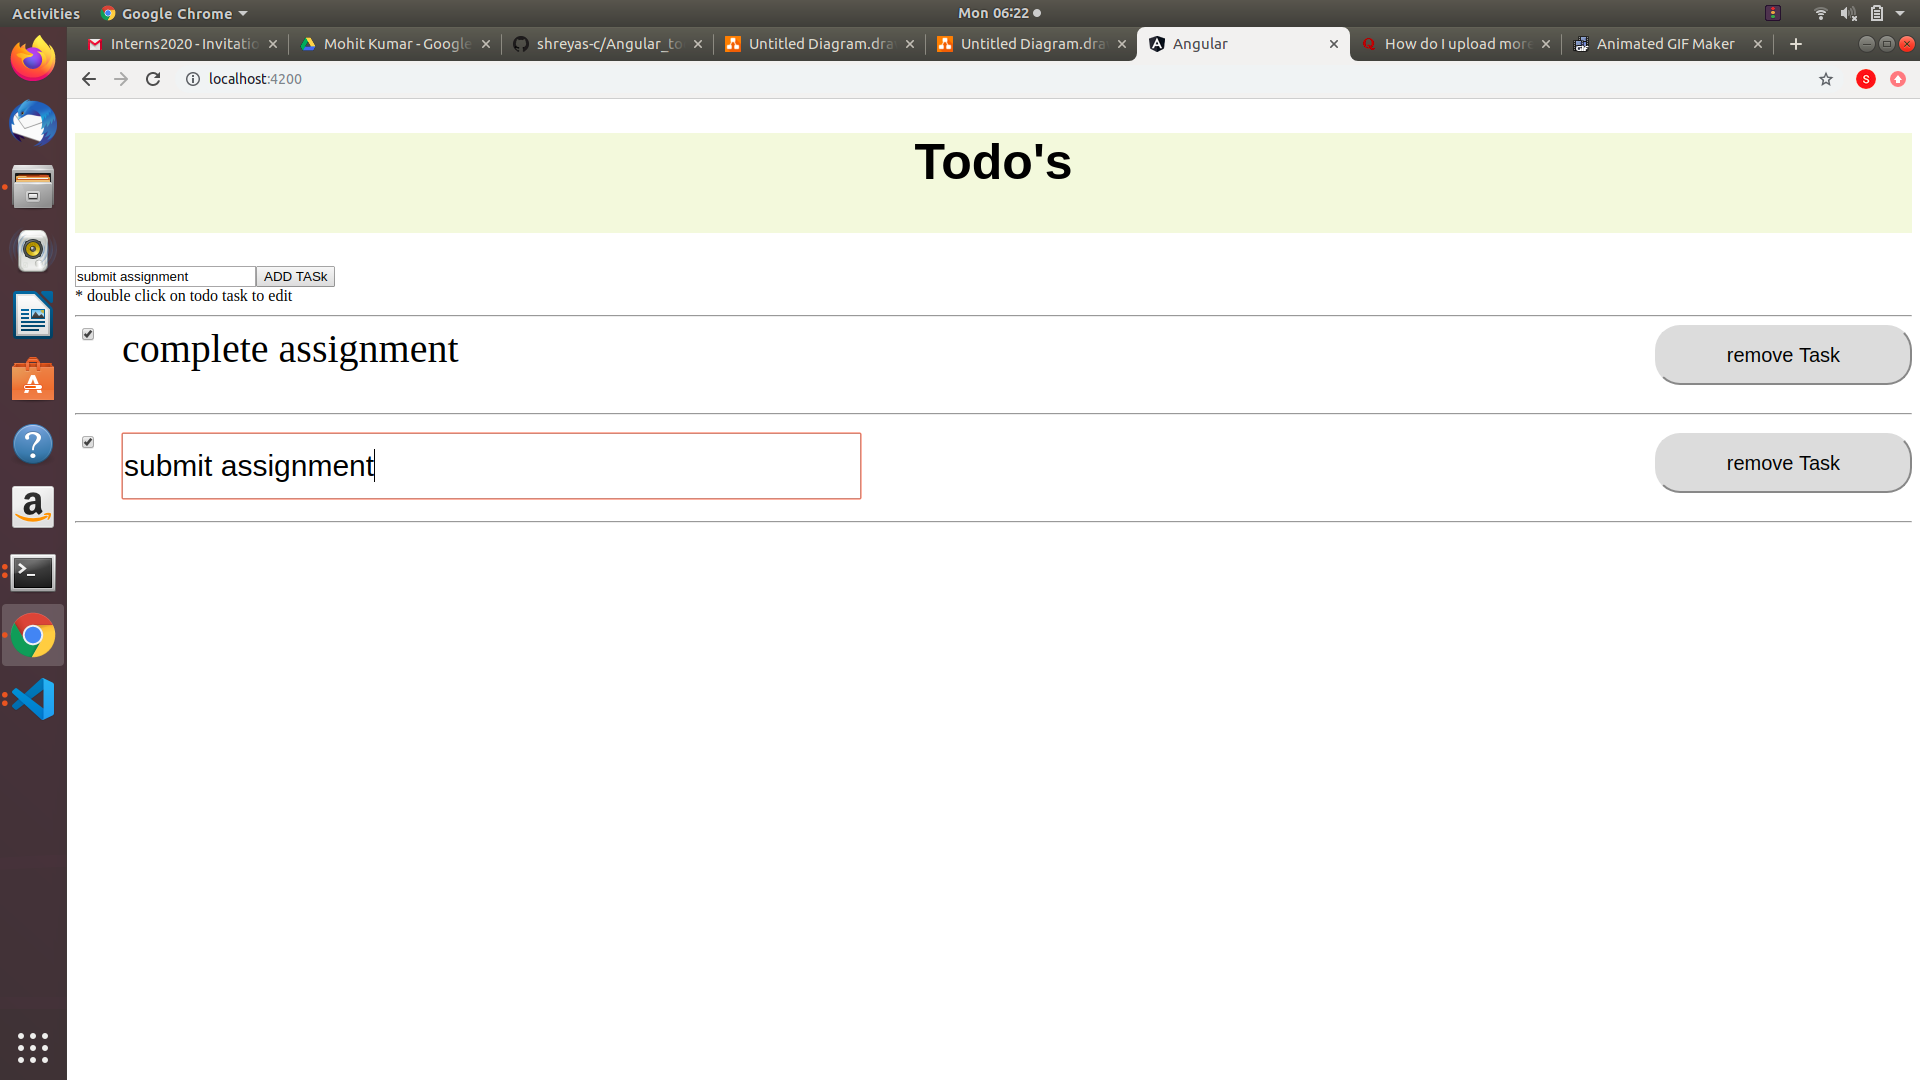 Activities
Google Chrome
Mon 06:22
Interns2020 - Invitatio
Mohit Kumar - Google
shreyas-c/Angular_to
Untitled Diagram.dra
Untitled Diagram.dra
Angular
How do I upload more
Animated GIF Maker
localhost:4200
S
Todo's
submit assignment
ADD TASk
* double click on todo task to edit
complete assignment
remove Task
submit assignment
remove Task